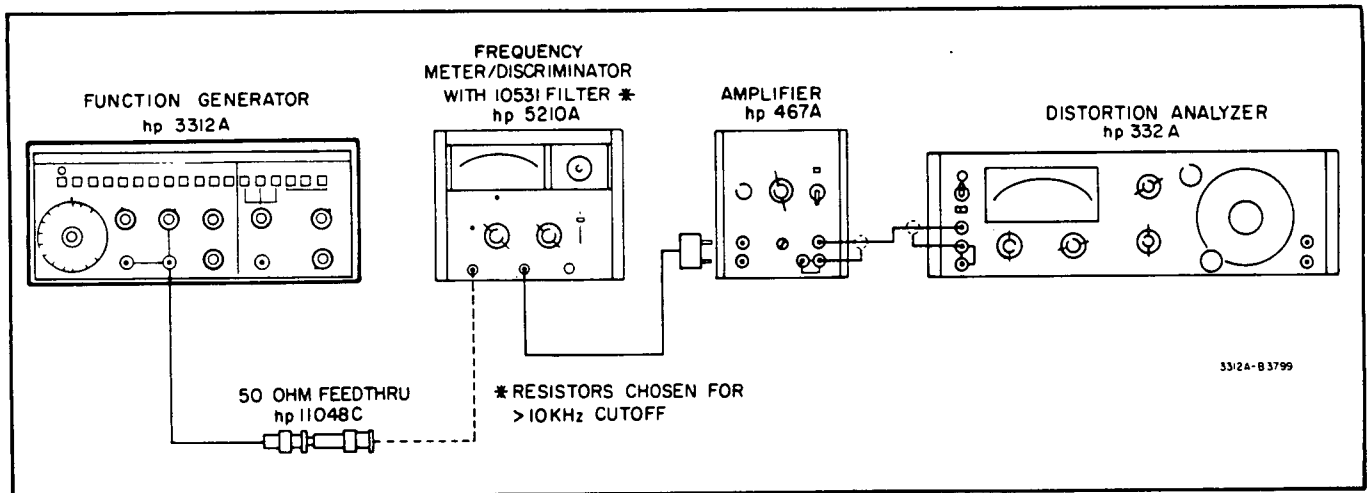 FUNCTION GENERATOR
hp 3312A
FREQUENCY
METER/DISCRIMINATOR
WITH 10531 FILTER *
hp 5210A
AMPLIFIER
hp 467A
DISTORTION ANALYZER
hp 332A
50 OHM FEEDTHRU
hp 11048C
* RESISTORS CHOSEN FOR
>10KHz CUTOFF
3312A-B3799